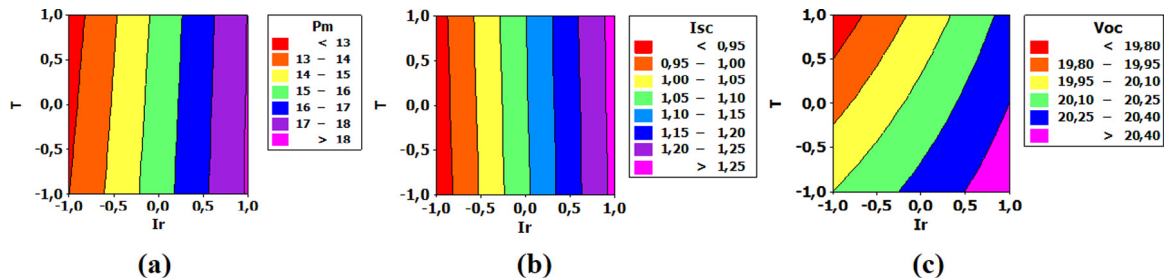 Pm
< 13
13 – 14
14 – 15
15 – 16
16 – 17
17 – 18
> 18
T
1,0
0,5
0,0
-0,5
-1,0
-1,0 -0,5 0,0 0,5 1,0
Ir
(a)
Isc
< 0,95
0,95 – 1,00
1,00 – 1,05
1,05 – 1,10
1,10 – 1,15
1,15 – 1,20
1,20 – 1,25
> 1,25
T
1,0
0,5
0,0
-0,5
-1,0
-1,0 -0,5 0,0 0,5 1,0
Ir
(b)
Voc
< 19,80
19,80 – 19,95
19,95 – 20,10
20,10 – 20,25
20,25 – 20,40
> 20,40
T
1,0
0,5
0,0
-0,5
-1,0
-1,0 -0,5 0,0 0,5 1,0
Ir
(c)